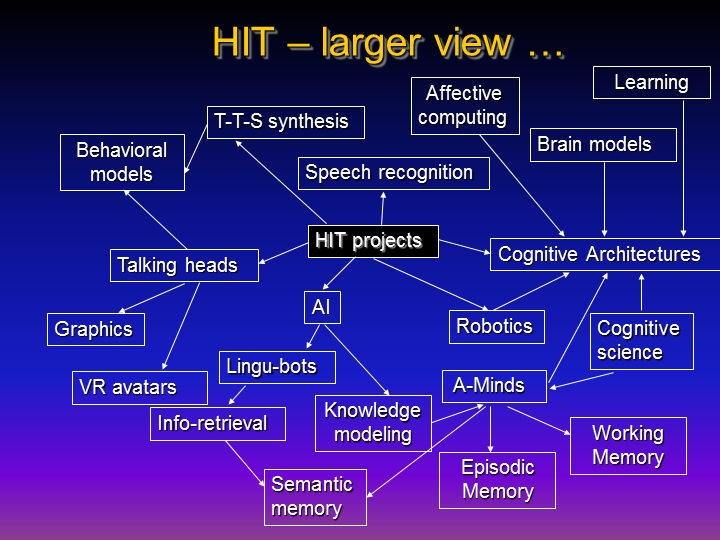 HIT – larger view …
Learning
Affective
computing
T-T-S synthesis
Brain models
Behavioral
models
Speech recognition
HIT projects
Cognitive Architectures
Talking heads
AI
Graphics
Robotics
Cognitive
science
Lingu-bots
VR avatars
A-Minds
Info-retrieval
Knowledge
modeling
Working
Memory
Episodic
Memory
Semantic
memory